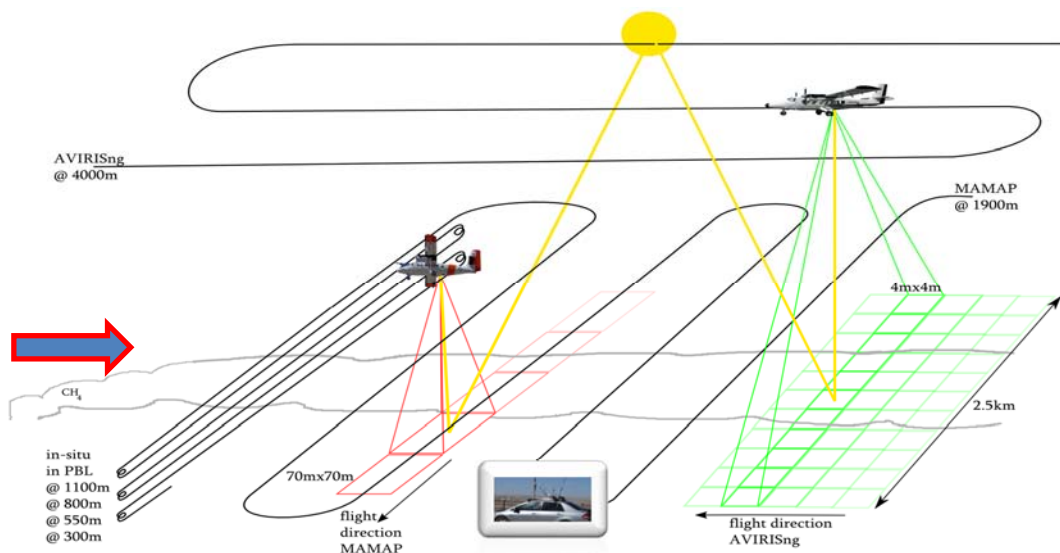 AVIRISng
@ 4000m
MAMAP
@ 1900m
4mx4m
CH4
2.5km
in-situ
in PBL
@ 1100m
@ 800m
@ 550m
@ 300m
70mx70m
flight
direction
MAMAP
flight direction
AVIRISng